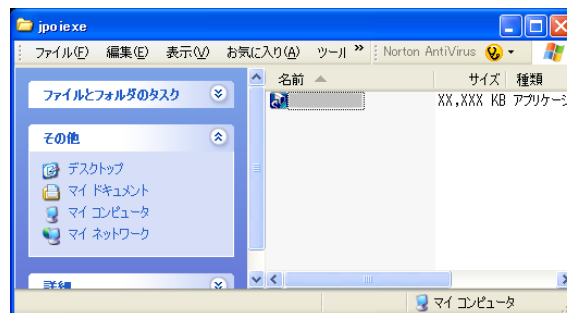 jpoiexe
ファイル(F) 編集(E) 表示(V) お気に入り(A) ツール » Norton AntiVirus
名前 サイズ 種類
ファイルとフォルダのタスク
XX,XXX KB アプリケーシ
その他
デスクトップ
マイ ドキュメント
マイ コンピュータ
マイ ネットワーク
詳細
マイ コンピュータ